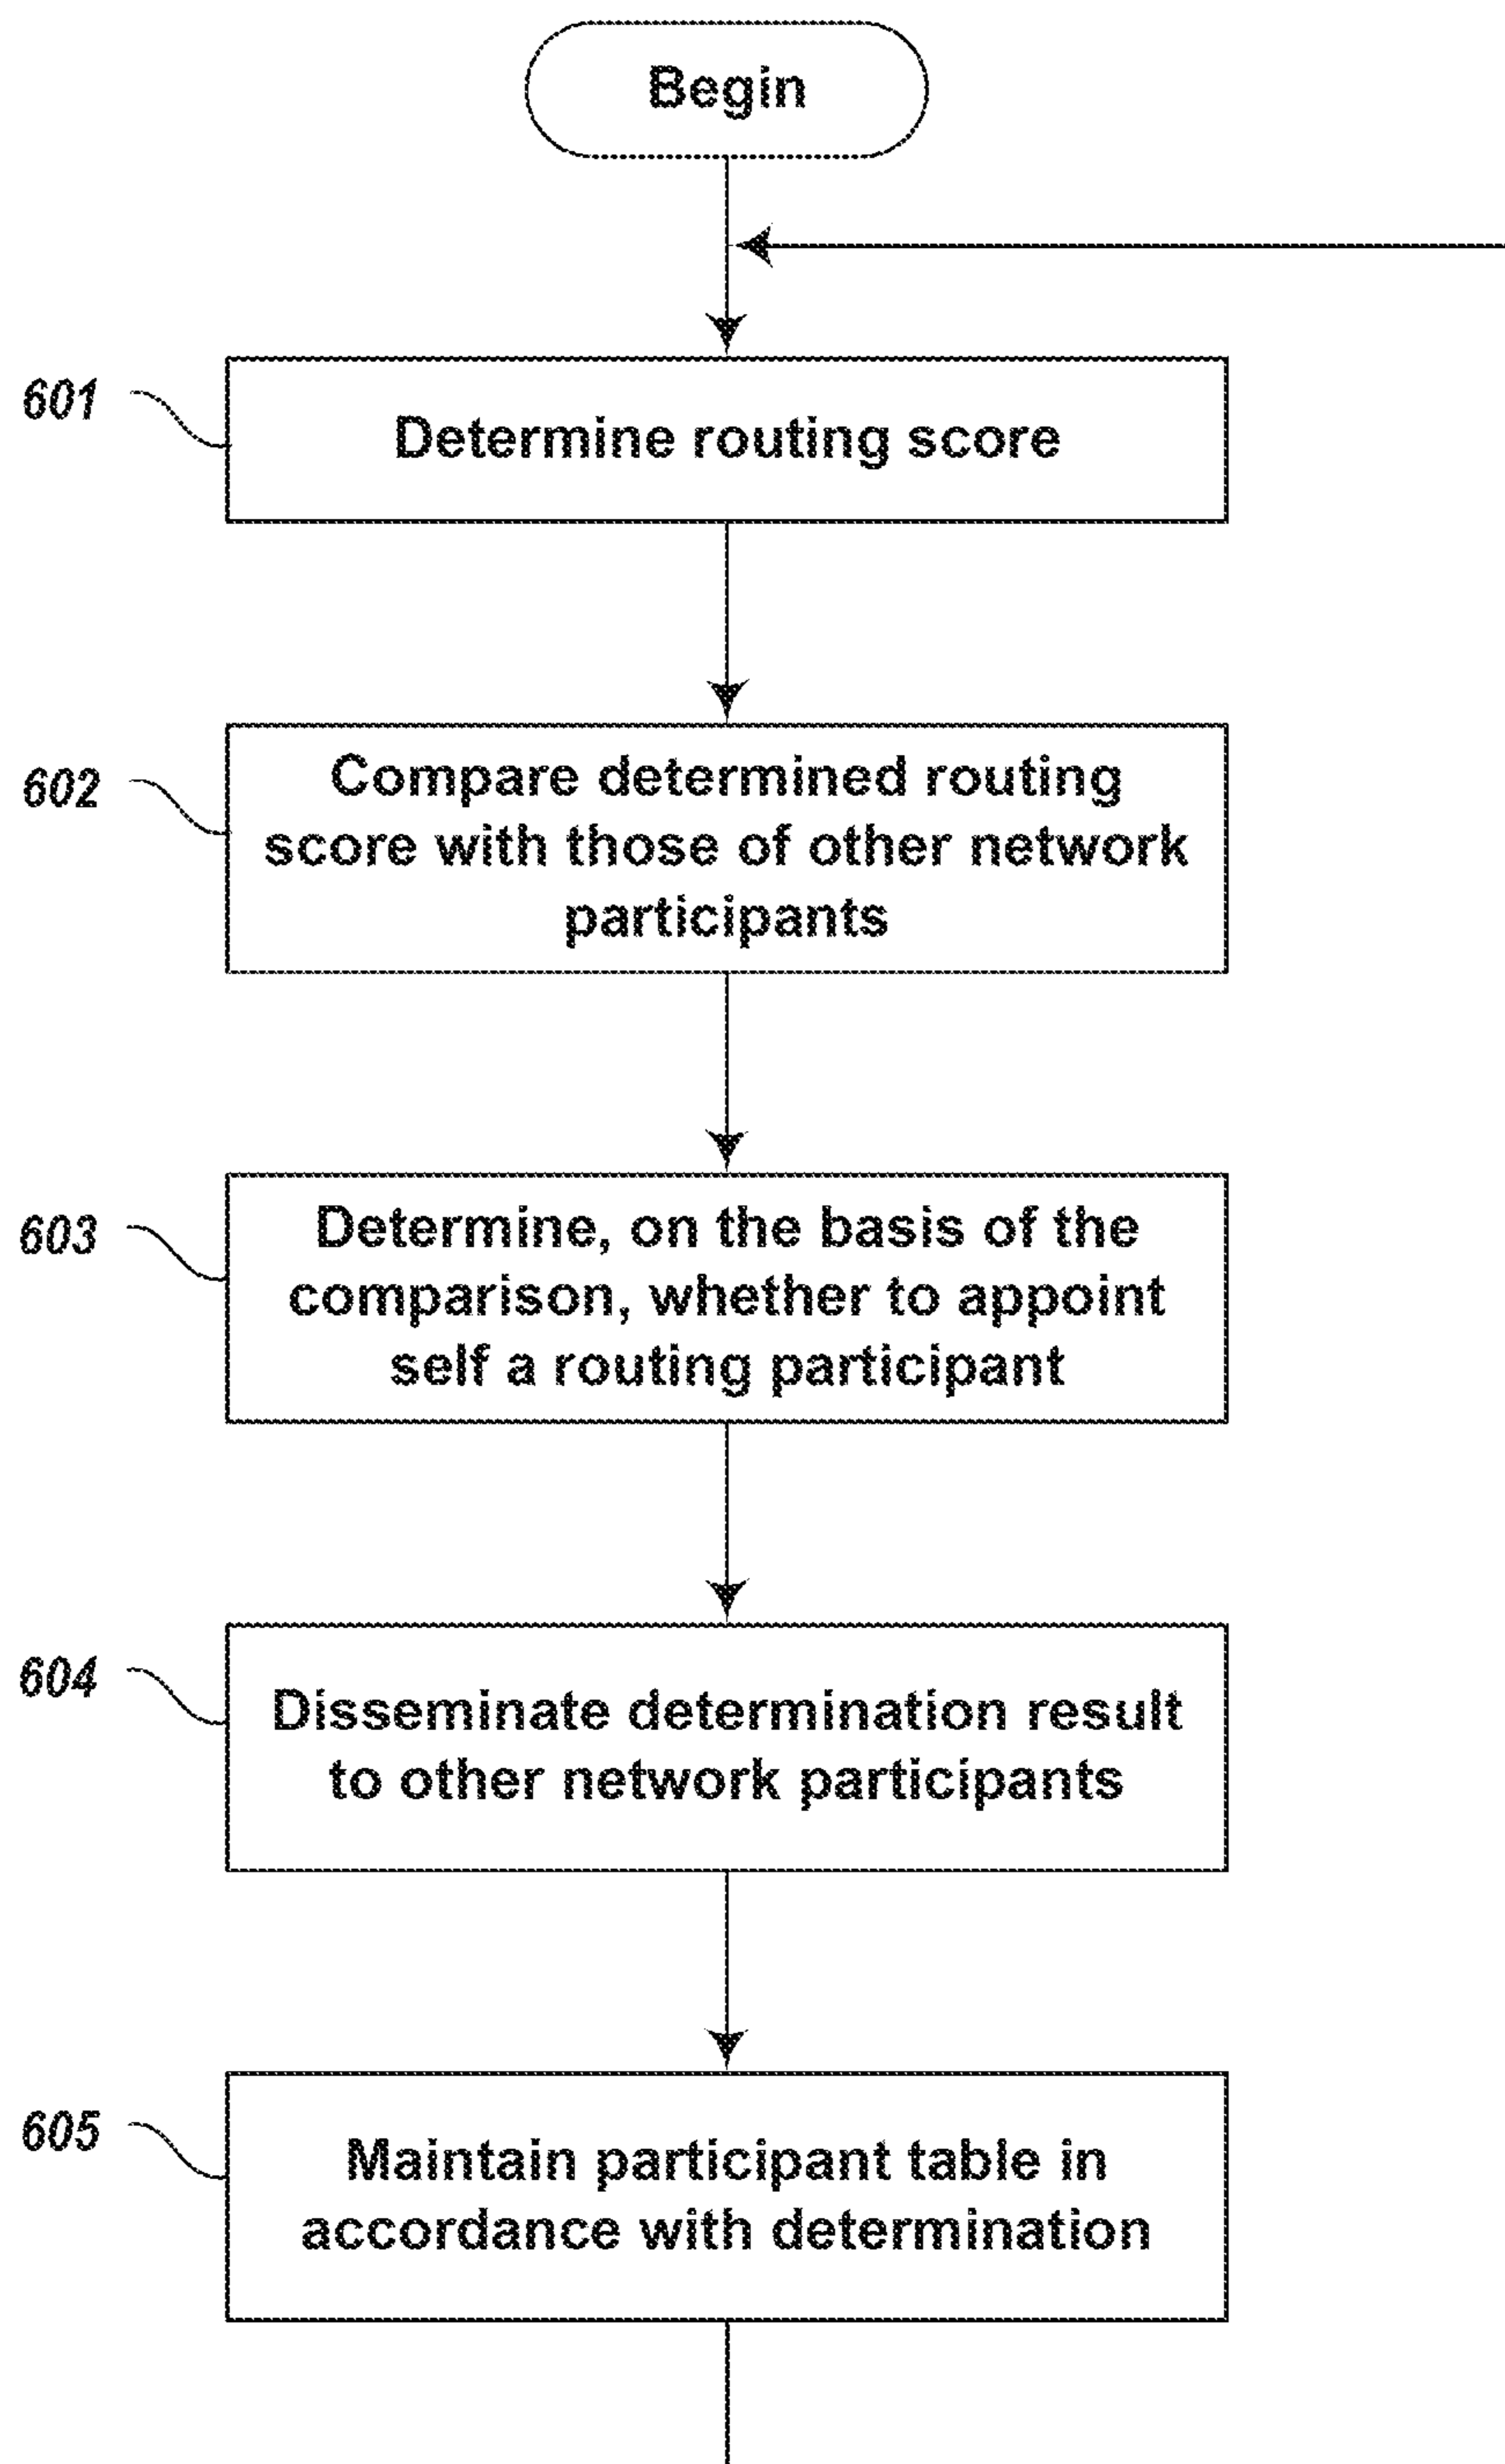 Begin
601
Determine routing score
602
Compare determined routing
score with those of other network
participants
603
Determine, on the basis of the
comparison, whether to appoint
self a routing participant
604
Disseminate determination result
to other network participants
605
Maintain participant table in
accordance with determination